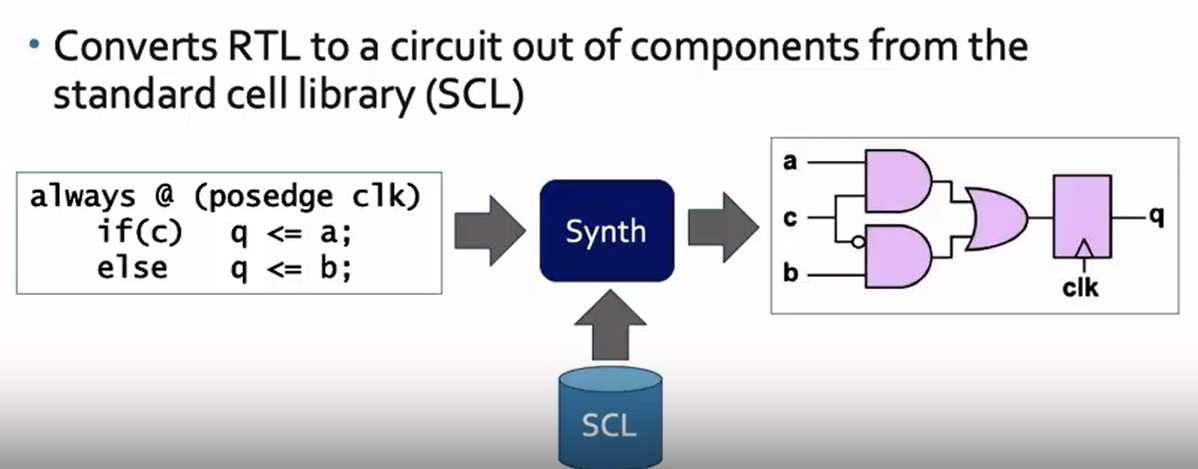 • Converts RTL to a circuit out of components from the
standard cell library (SCL)
always @ (posedge clk)
if(c) q <= a;
else q <= b;
Synth
SCL
a
c
b
q
clk